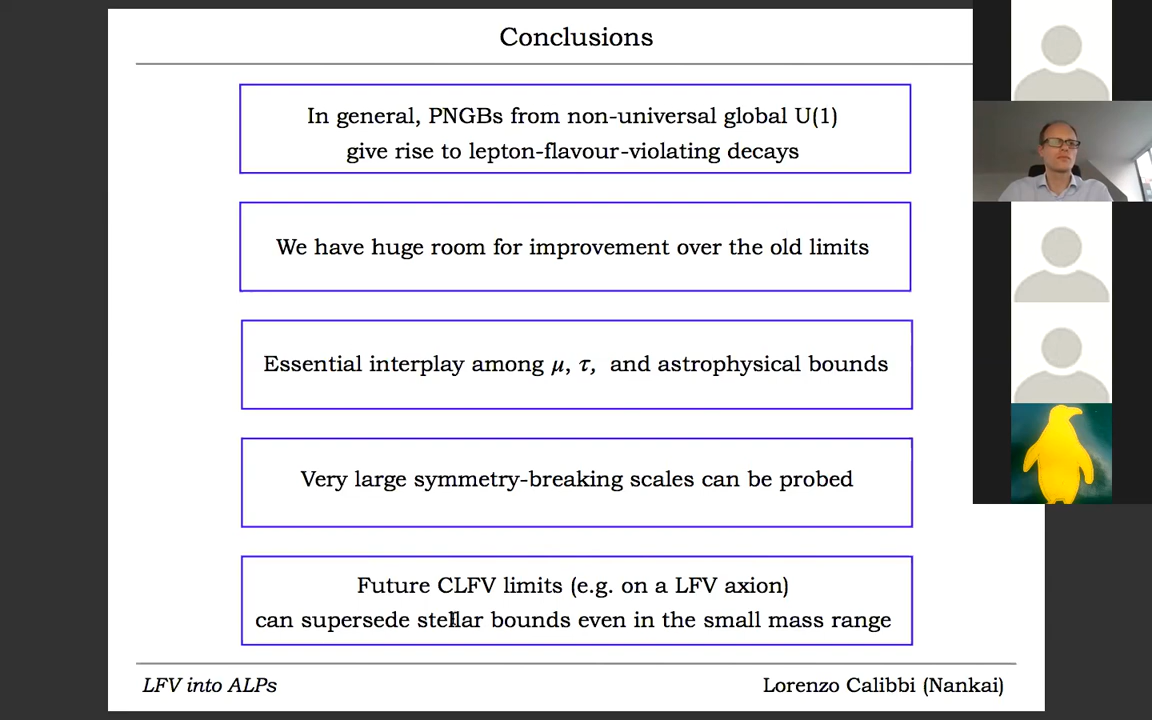 Conclusions
In general, PNGBs from non-universal global U(1)
give rise to lepton-flavour-violating decays
We have huge room for improvement over the old limits
Essential interplay among μ, τ, and astrophysical bounds
Very large symmetry-breaking scales can be probed
Future CLFV limits (e.g. on a LFV axion)
can supersede stellar bounds even in the small mass range
LFV into ALPs
Lorenzo Calibbi (Nankai)